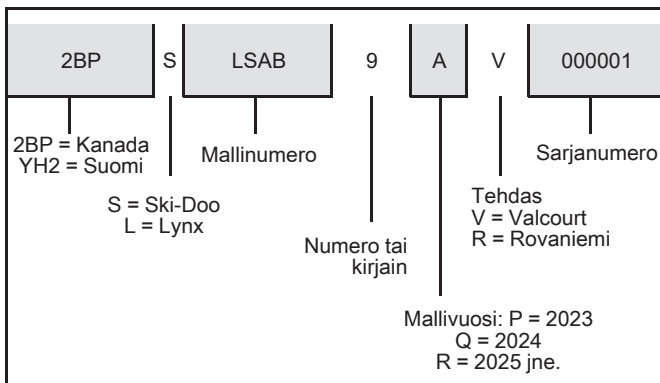 2BP S LSAB 9 A V 000001
2BP = Kanada
YH2 = Suomi
Mallinumero
Sarjanumero
S = Ski-Doo
L = Lynx
Tehdas
V = Valcourt
R = Rovaniemi
Numero tai
kirjain
Mallivuosi: P = 2023
Q = 2024
R = 2025 jne.